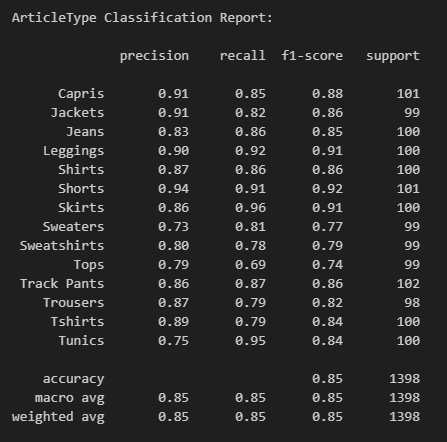 ArticleType Classification Report:
precision recall f1-score support
Capris 0.91 0.85 0.88 101
Jackets 0.91 0.82 0.86 99
Jeans 0.83 0.86 0.85 100
Leggings 0.90 0.92 0.91 100
Shirts 0.87 0.86 0.86 100
Shorts 0.94 0.91 0.92 101
Skirts 0.86 0.96 0.91 100
Sweaters 0.73 0.81 0.77 99
Sweatshirts 0.80 0.78 0.79 99
Tops 0.79 0.69 0.74 99
Track Pants 0.86 0.87 0.86 102
Trousers 0.87 0.79 0.82 98
Tshirts 0.89 0.79 0.84 100
Tunics 0.75 0.95 0.84 100
accuracy 0.85 1398
macro avg 0.85 0.85 0.85 1398
weighted avg 0.85 0.85 0.85 1398